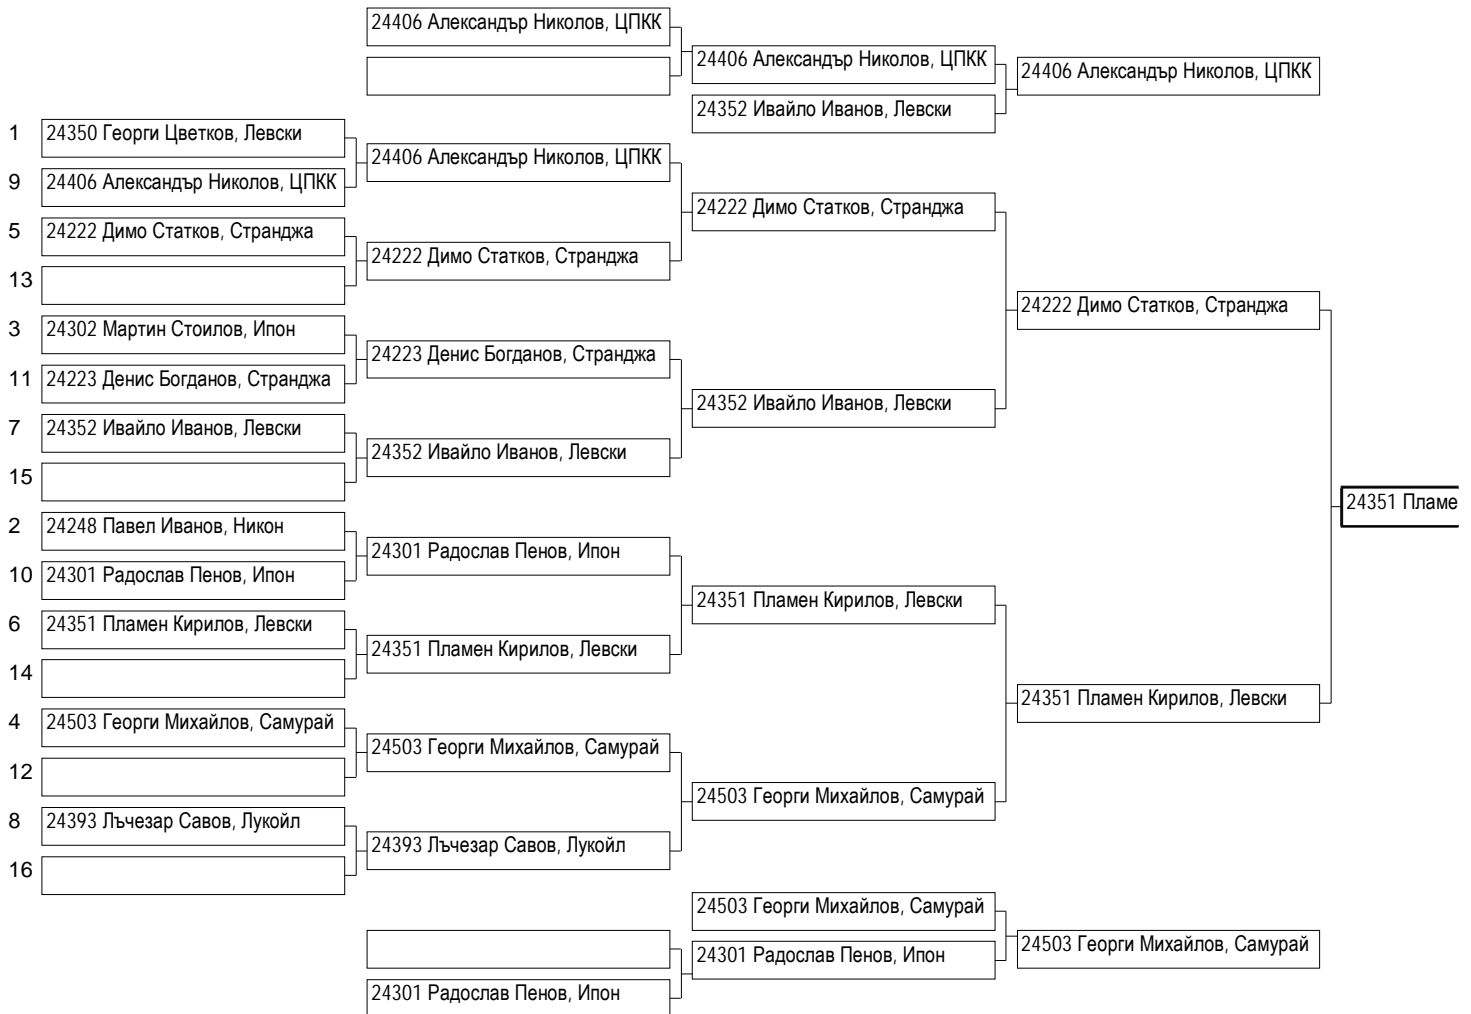 24406 Александър Николов, ЦПКК
24406 Александър Николов, ЦПКК
24406 Александър Николов, ЦПКК
24352 Ивайло Иванов, Левски
1 24350 Георги Цветков, Левски
24406 Александър Николов, ЦПКК
9 24406 Александър Николов, ЦПКК
24222 Димо Статков, Странджа
5 24222 Димо Статков, Странджа
24222 Димо Статков, Странджа
13
24222 Димо Статков, Странджа
3 24302 Мартин Стоилов, Ипон
24223 Денис Богданов, Странджа
11 24223 Денис Богданов, Странджа
24352 Ивайло Иванов, Левски
7 24352 Ивайло Иванов, Левски
24352 Ивайло Иванов, Левски
15
24351 Пламе
2 24248 Павел Иванов, Никон
24301 Радослав Пенов, Ипон
10 24301 Радослав Пенов, Ипон
24351 Пламен Кирилов, Левски
6 24351 Пламен Кирилов, Левски
24351 Пламен Кирилов, Левски
14
24351 Пламен Кирилов, Левски
4 24503 Георги Михайлов, Самурай
24503 Георги Михайлов, Самурай
12
24503 Георги Михайлов, Самурай
8 24393 Лъчезар Савов, Лукойл
24393 Лъчезар Савов, Лукойл
16
24503 Георги Михайлов, Самурай
24503 Георги Михайлов, Самурай
24301 Радослав Пенов, Ипон
24301 Радослав Пенов, Ипон